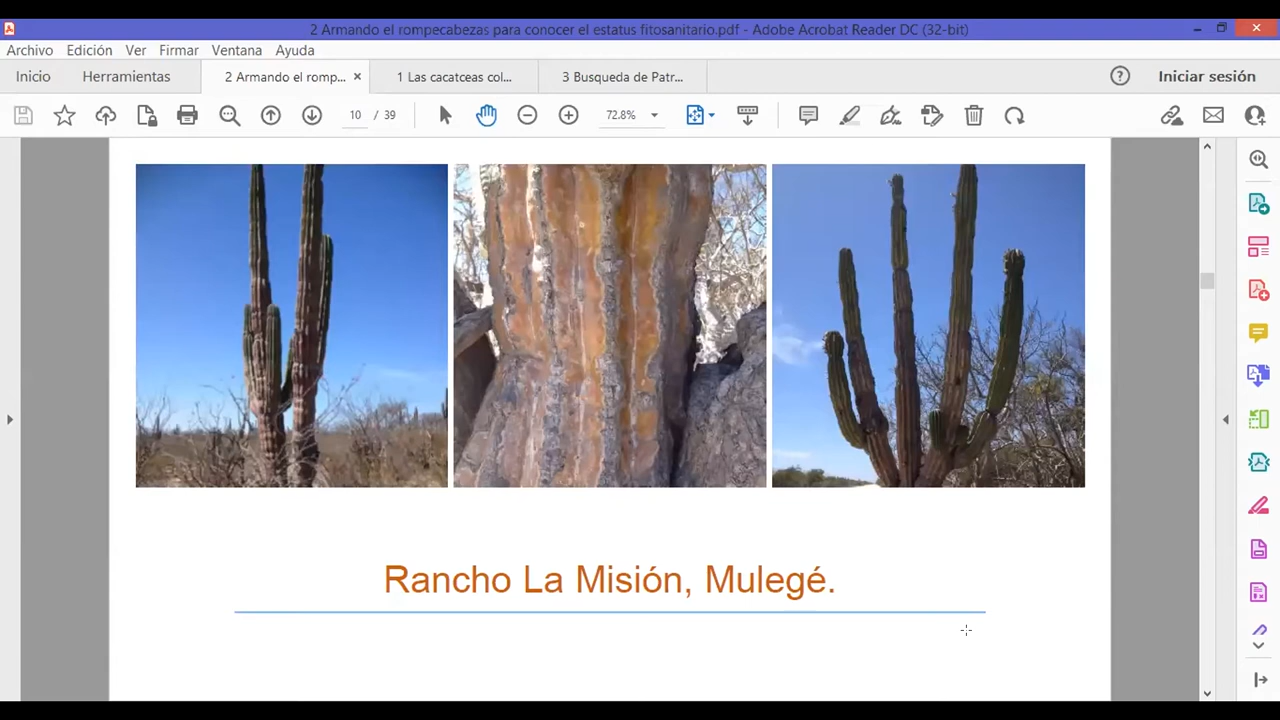 2 Armando el rompecabezas para conocer el estatus fitosanitario.pdf - Adobe Acrobat Reader DC (32-bit)
Archivo Edición Ver Firmar Ventana Ayuda
Inicio Herramientas 2 Armando el romp... × 1 Las cacatceas col... 3 Busqueda de Patr... ? Iniciar sesión
10 / 39 72.8%
Rancho La Misión, Mulegé.